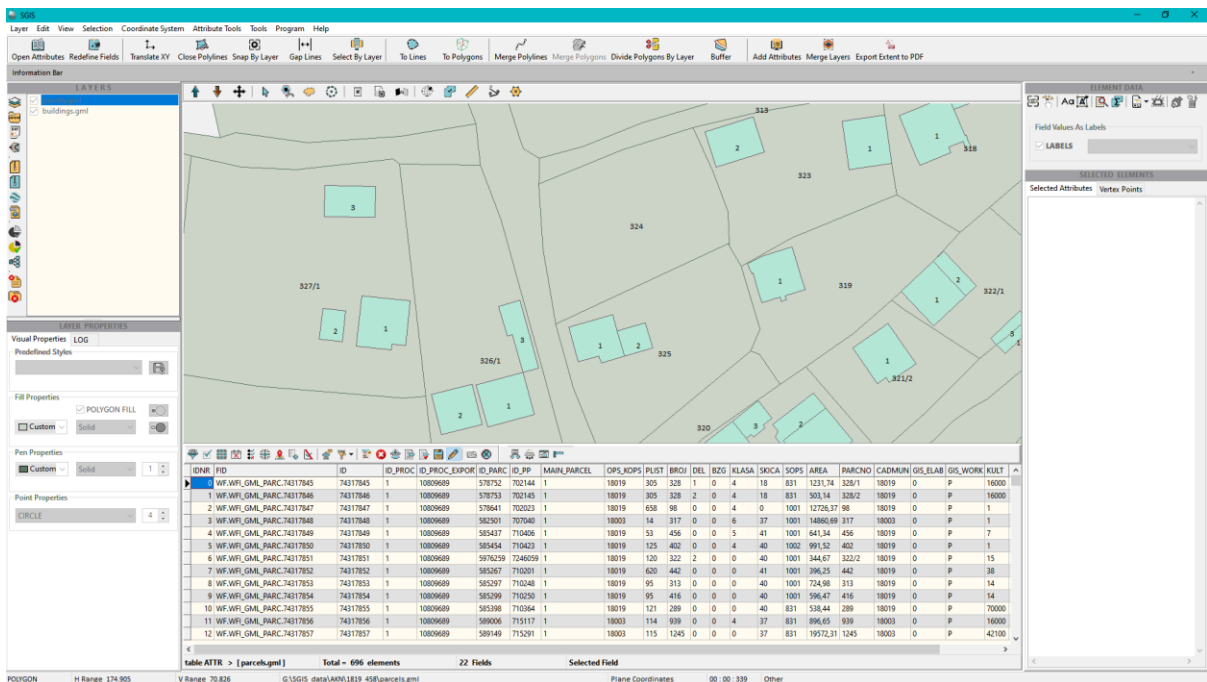 SGIS
Layer Edit View Selection Coordinate System Attribute Tools Tools Program Help
Open Attributes Redefine Fields Translate XY Close Polylines Snap By Layer Gap Lines Select By Layer To Lines To Polygons Merge Polylines Merge Polygons Divide Polygons By Layer Buffer Add Attributes Merge Layers Export Extent to PDF
Information Bar
LAYERS
buildings.gml
LAYER PROPERTIES
Visual Properties LOG
Predefined Styles
Fill Properties
POLYGON FILL
Custom Solid
Pen Properties
Custom Solid 1
Point Properties
CIRCLE 4
313
2
1
1
318
323
3
324
327/1
1
319
2
1
322/1
2
1
3
326/1
1
2
325
3
1
1
321/2
2
1
320
3
2
ELEMENT DATA
Field Values As Labels
LABELS
SELECTED ELEMENTS
Selected Attributes Vertex Points
IDNR FID ID ID_PROC ID_PROC_EXPOR ID_PARC ID_PP MAIN_PARCEL OPS_KOPS PLIST BROJ DEL BZG KLASA SKICA SOPS AREA PARCNO CADMUN GIS_ELAB GIS_WORK KULT
0 WF.WFI_GML_PARC.74317845 74317845 1 10809689 578752 702144 1 18019 305 328 1 0 4 18 831 1231,74 328/1 18019 0 P 16000
1 WF.WFI_GML_PARC.74317846 74317846 1 10809689 578753 702145 1 18019 305 328 2 0 4 18 831 503,14 328/2 18019 0 P 16000
2 WF.WFI_GML_PARC.74317847 74317847 1 10809689 578641 702023 1 18019 658 98 0 0 4 0 1001 12726,37 98 18019 0 P 1
3 WF.WFI_GML_PARC.74317848 74317848 1 10809689 582501 707040 1 18003 14 317 0 0 6 37 1001 14860,69 317 18003 0 P 1
4 WF.WFI_GML_PARC.74317849 74317849 1 10809689 585437 710406 1 18019 53 456 0 0 5 41 1001 641,34 456 18019 0 P 7
5 WF.WFI_GML_PARC.74317850 74317850 1 10809689 585454 710423 1 18019 125 402 0 0 4 40 1002 991,52 402 18019 0 P 1
6 WF.WFI_GML_PARC.74317851 74317851 1 10809689 5976259 7246059 1 18019 120 322 2 0 0 40 1001 344,67 322/2 18019 0 P 15
7 WF.WFI_GML_PARC.74317852 74317852 1 10809689 585267 710201 1 18019 620 442 0 0 0 41 1001 396,25 442 18019 0 P 38
8 WF.WFI_GML_PARC.74317853 74317853 1 10809689 585297 710248 1 18019 95 313 0 0 0 40 1001 724,98 313 18019 0 P 14
9 WF.WFI_GML_PARC.74317854 74317854 1 10809689 585299 710250 1 18019 95 416 0 0 0 40 1001 596,47 416 18019 0 P 14
10 WF.WFI_GML_PARC.74317855 74317855 1 10809689 585398 710364 1 18019 121 289 0 0 0 40 831 538,44 289 18019 0 P 70000
11 WF.WFI_GML_PARC.74317856 74317856 1 10809689 589006 715117 1 18003 114 939 0 0 4 37 831 896,65 939 18003 0 P 16000
12 WF.WFI_GML_PARC.74317857 74317857 1 10809689 589149 715291 1 18003 115 1245 0 0 0 37 831 19572,31 1245 18003 0 P 42100
table ATTR > [ parcels.gml ] Total = 696 elements 22 Fields Selected Field
POLYGON H Range 174.905 V Range 70.826 G:\SGIS_data\AKN\1819_458\parcels.gml Plane Coordinates 00 : 00 : 339 Other